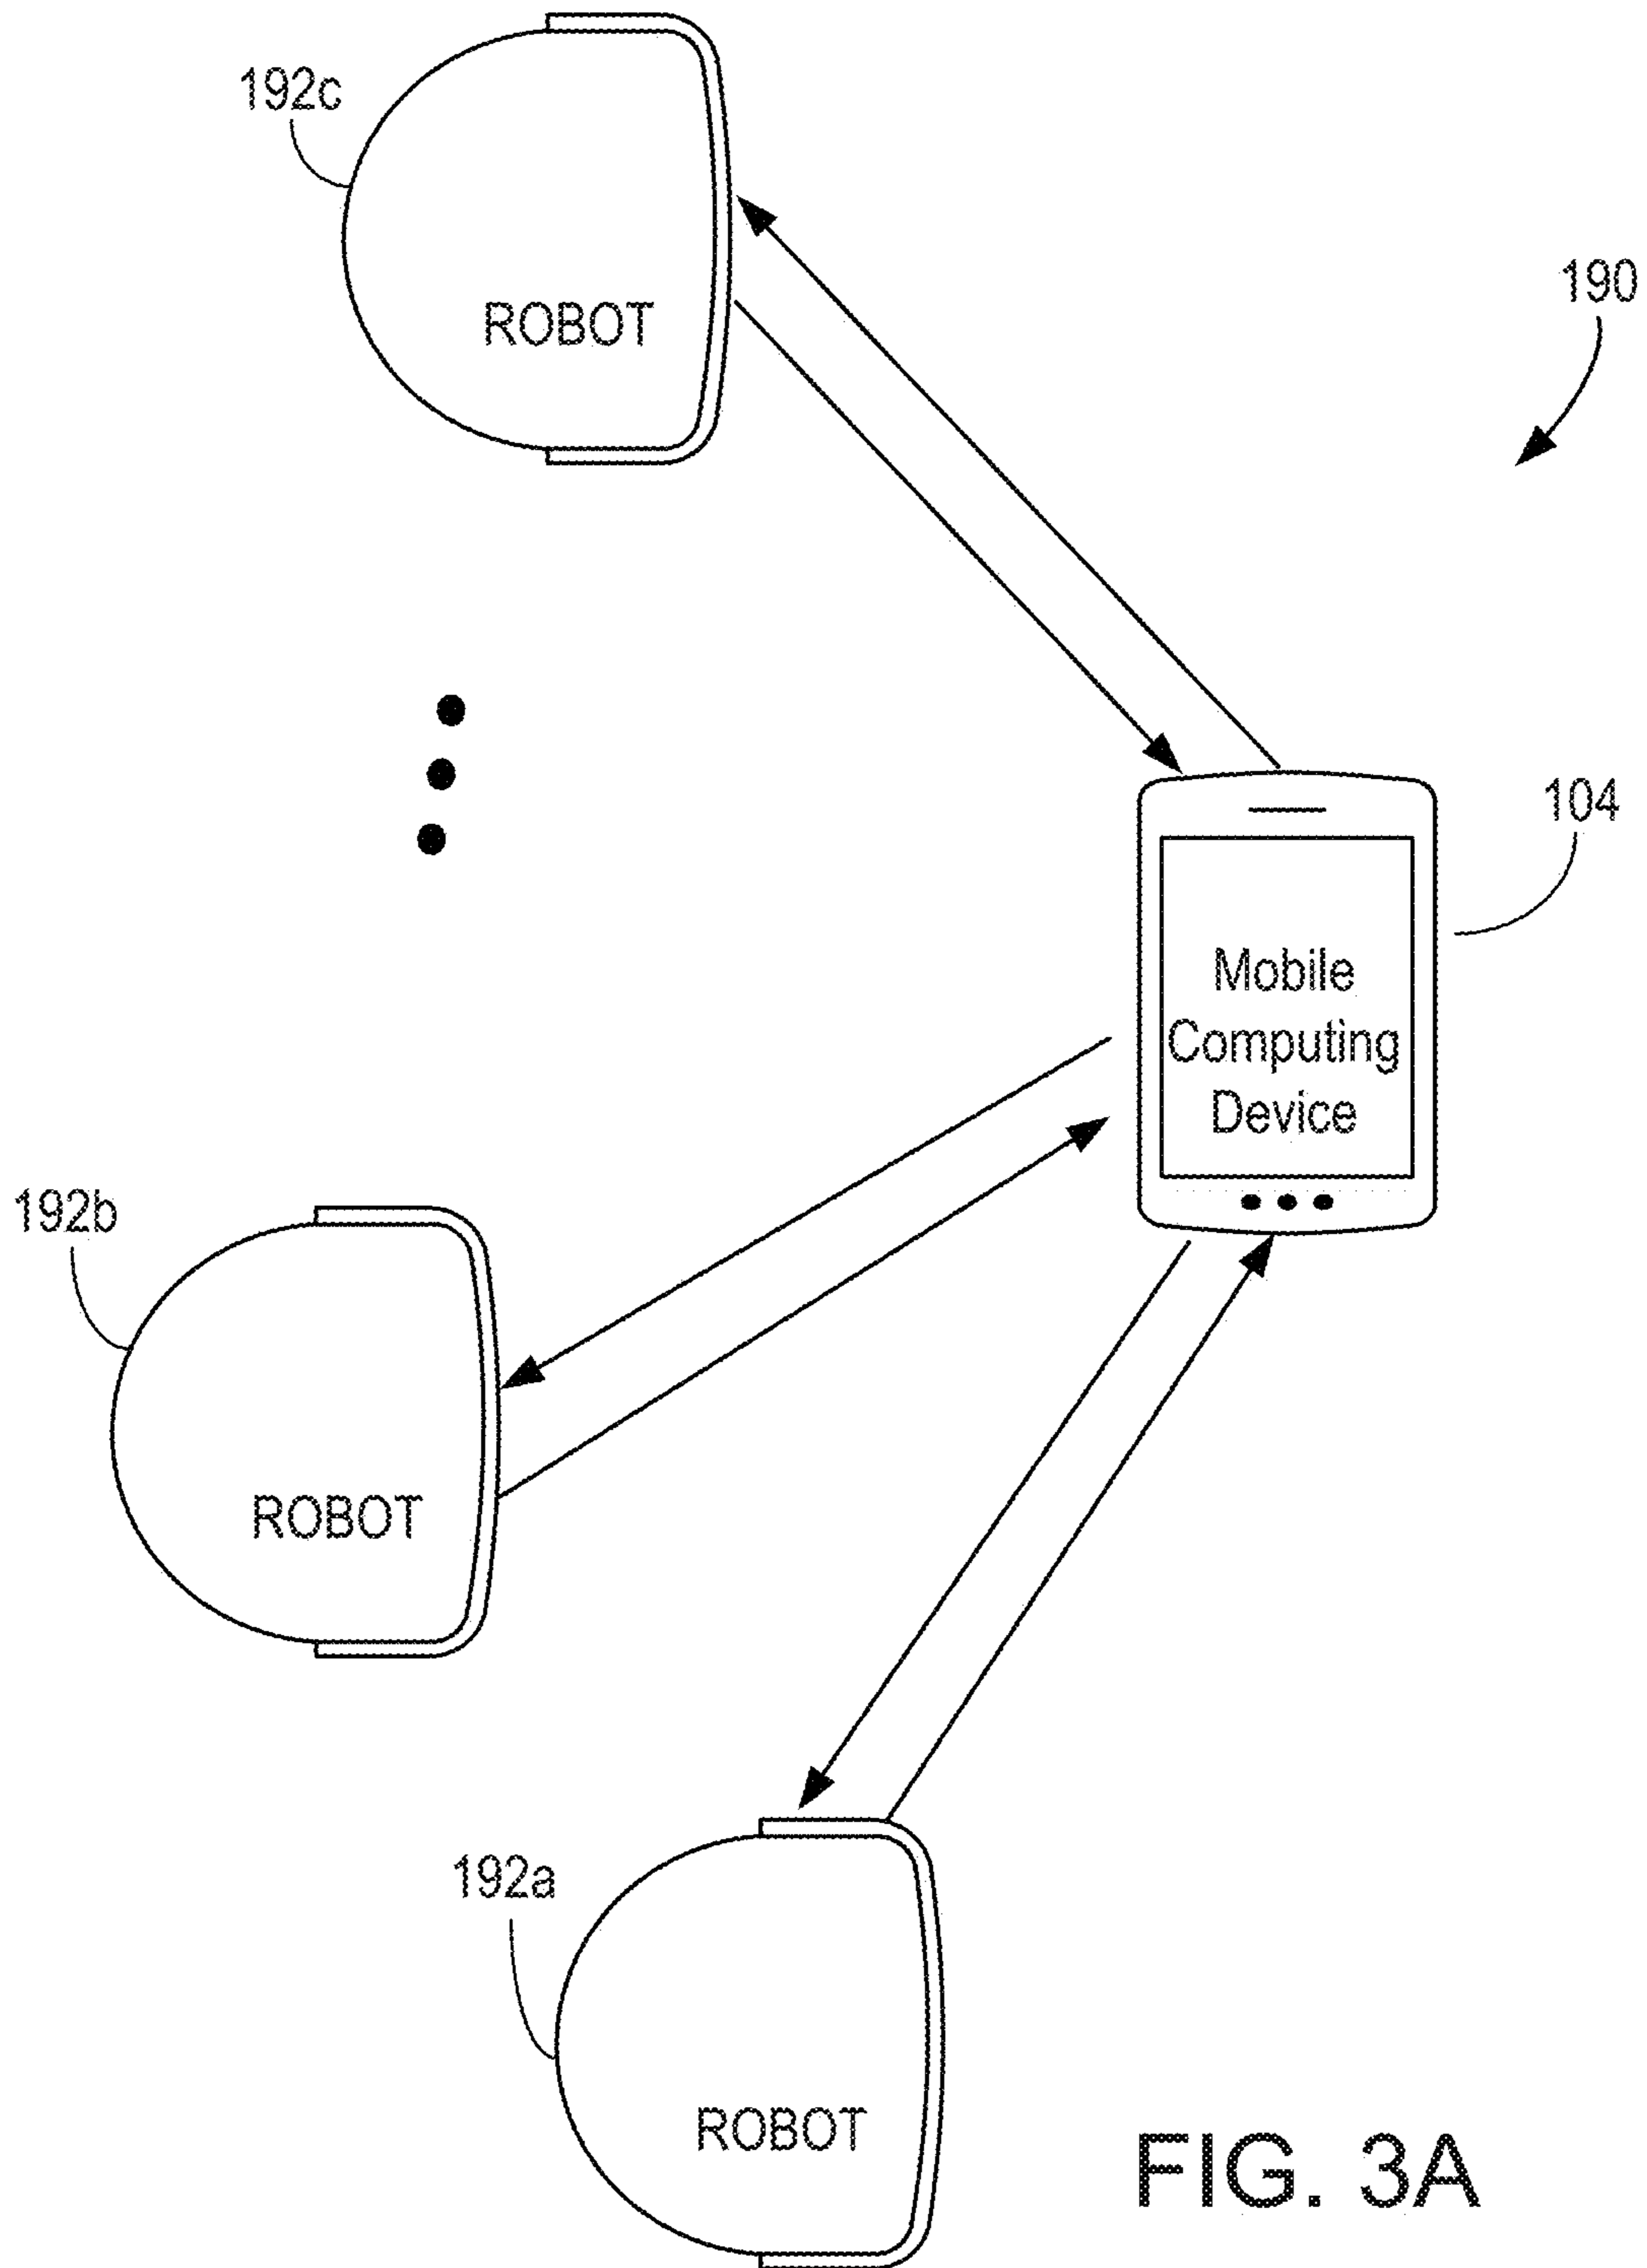 192c
ROBOT
190
104
Mobile
Computing
Device
192b
ROBOT
192a
ROBOT
FIG. 3A